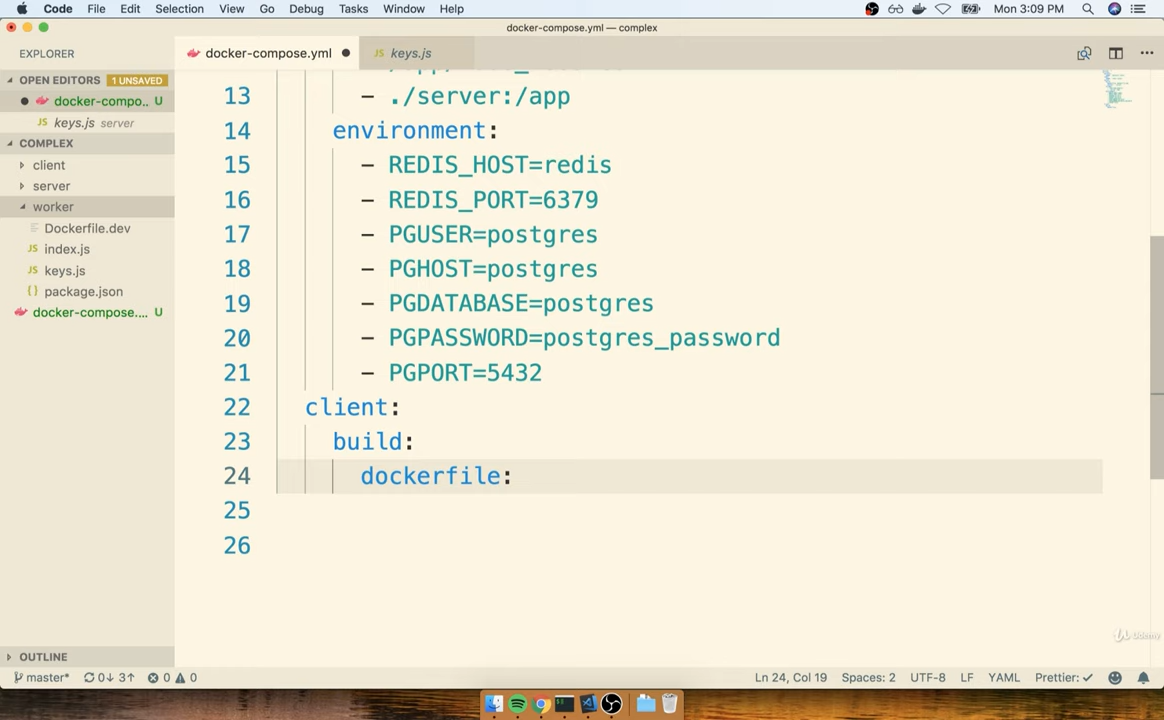 Code File Edit Selection View Go Debug Tasks Window Help Mon 3:09 PM
docker-compose.yml — complex
EXPLORER docker-compose.yml keys.js
OPEN EDITORS 1 UNSAVED
docker-compo.. U
keys.js server
COMPLEX
client
server
worker
Dockerfile.dev
JS index.js
JS keys.js
{} package.json
docker-compose.... U
13 - ./server:/app
14 environment:
15 - REDIS_HOST=redis
16 - REDIS_PORT=6379
17 - PGUSER=postgres
18 - PGHOST=postgres
19 - PGDATABASE=postgres
20 - PGPASSWORD=postgres_password
21 - PGPORT=5432
22 client:
23 build:
24 dockerfile:
25
26
Udemy
OUTLINE
master* 0↓ 3↑ 0 0 Ln 24, Col 19 Spaces: 2 UTF-8 LF YAML Prettier: ✓